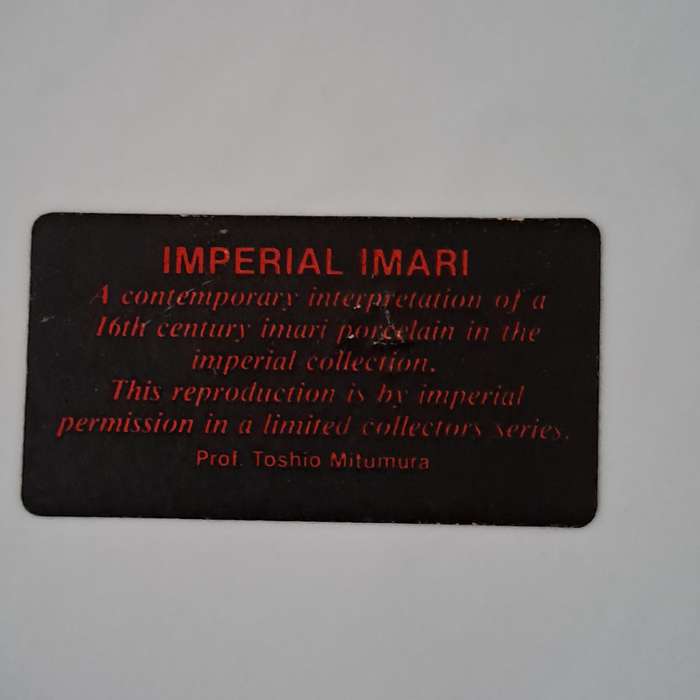 IMPERIAL IMARI
A contemporary interpretation of a
16th century imari porcelain in the
imperial collection.
This reproduction is by imperial
permission in a limited collectors series.
Prof. Toshio Mitumura